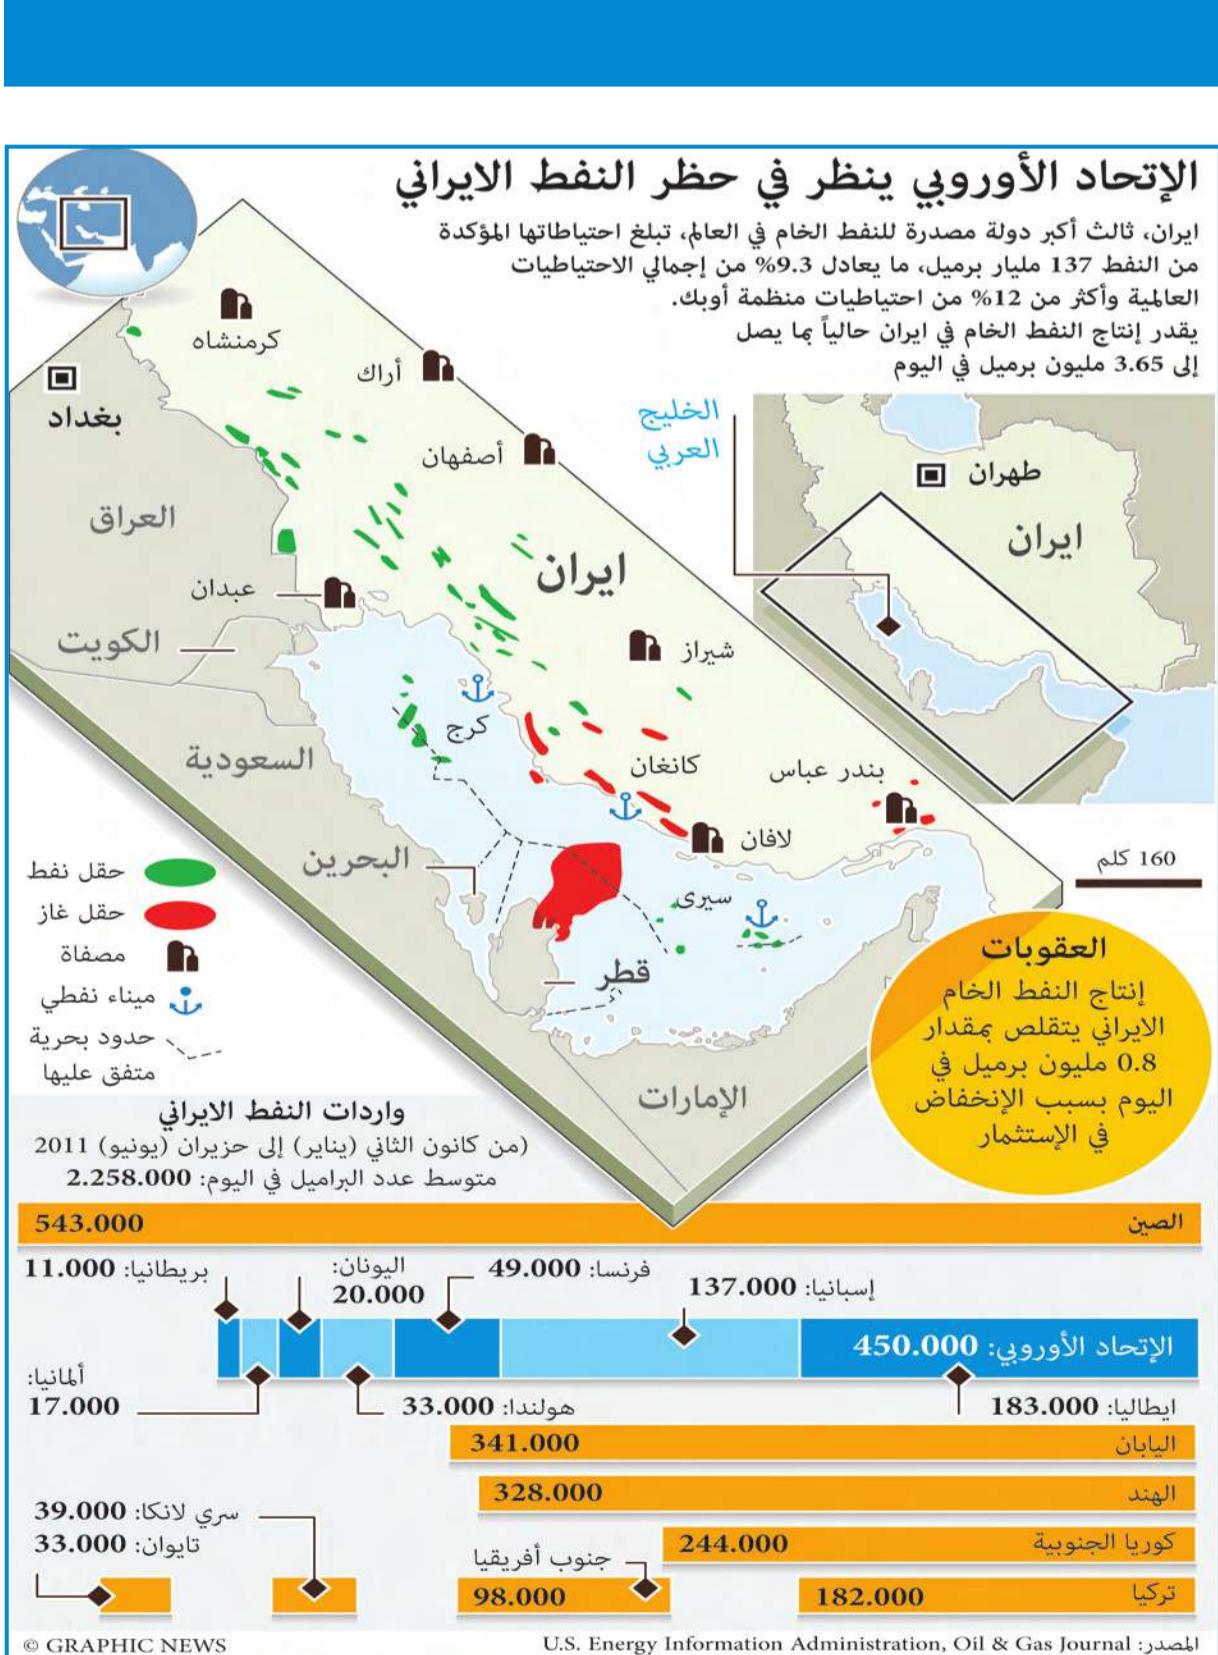 الإتحاد الأوروبي ينظر في حظر النفط الايراني
ايران، ثالث أكبر دولة مصدرة للنفط الخام في العالم، تبلغ احتياطاتها المؤكدة
من النفط 137 مليار برميل، ما يعادل 9.3% من إجمالي الاحتياطيات
العالمية وأكثر من 12% من احتياطيات منظمة أوبك.
يقدر إنتاج النفط الخام في ايران حالياً بما يصل
إلى 3.65 مليون برميل في اليوم
الخليج
العربي
طهران
ايران
كرمنشاه
أراك
بغداد
أصفهان
العراق
ايران
عبدان
الكويت
شيراز
كرج
السعودية
كانغان
بندر عباس
لافان
البحرين
160 كلم
سيرى
قطر
الإمارات
حقل نفط
حقل غاز
مصفاة
ميناء نفطي
حدود بحرية
متفق عليها
العقوبات
إنتاج النفط الخام
الايراني يتقلص بمقدار
0.8 مليون برميل في
اليوم بسبب الإنخفاض
في الإستثمار
واردات النفط الايراني
(من كانون الثاني (يناير) إلى حزيران (يونيو) 2011
متوسط عدد البراميل في اليوم: 2.258.000
الصين 543.000
إسبانيا: 137.000
فرنسا: 49.000
اليونان:
20.000
بريطانيا: 11.000
الإتحاد الأوروبي: 450.000
ايطاليا: 183.000
هولندا: 33.000
ألمانيا:
17.000
اليابان 341.000
الهند 328.000
كوريا الجنوبية 244.000
تركيا 182.000
جنوب أفريقيا
98.000
سري لانكا: 39.000
تايوان: 33.000
المصدر: U.S. Energy Information Administration, Oil & Gas Journal
© GRAPHIC NEWS